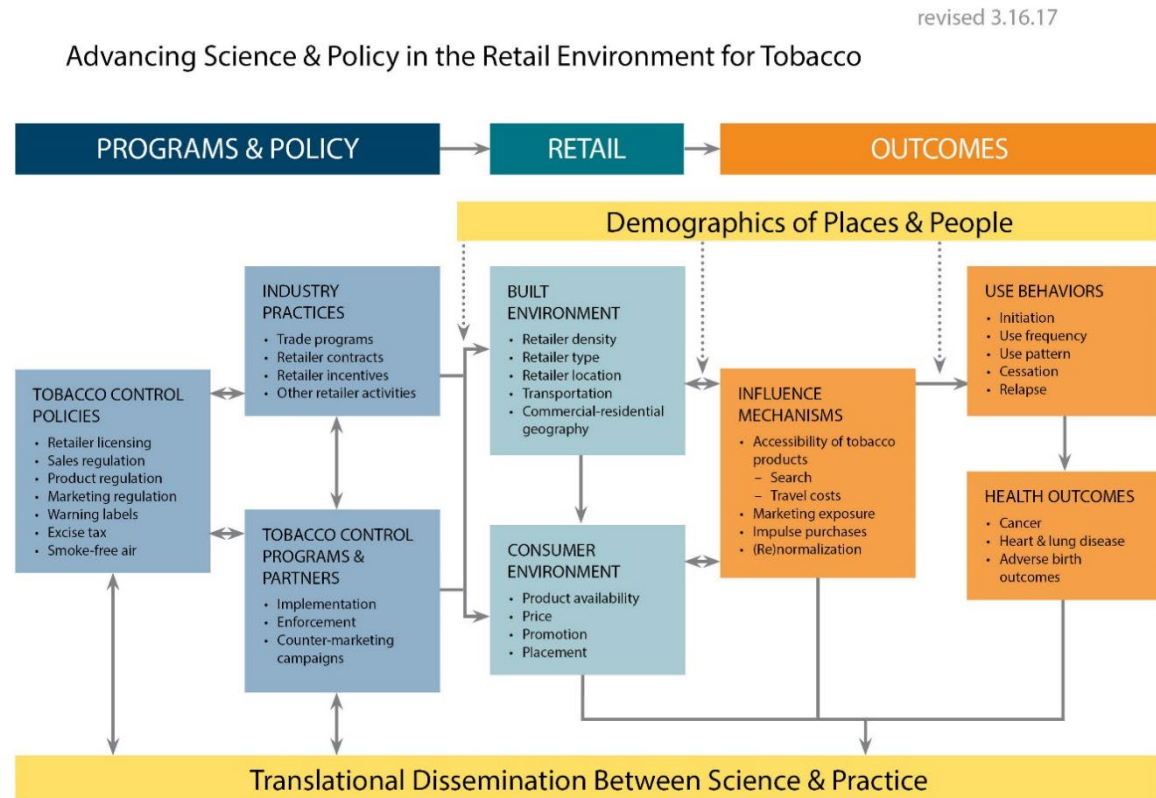 revised 3.16.17
Advancing Science & Policy in the Retail Environment for Tobacco
PROGRAMS & POLICY
RETAIL
OUTCOMES
Demographics of Places & People
TOBACCO CONTROL
POLICIES
• Retailer licensing
• Sales regulation
• Product regulation
• Marketing regulation
• Warning labels
• Excise tax
• Smoke-free air
INDUSTRY
PRACTICES
• Trade programs
• Retailer contracts
• Retailer incentives
• Other retailer activities
TOBACCO CONTROL
PROGRAMS &
PARTNERS
• Implementation
• Enforcement
• Counter-marketing
campaigns
BUILT
ENVIRONMENT
• Retailer density
• Retailer type
• Retailer location
• Transportation
• Commercial-residential
geography
CONSUMER
ENVIRONMENT
• Product availability
• Price
• Promotion
• Placement
INFLUENCE
MECHANISMS
• Accessibility of tobacco
products
– Search
– Travel costs
• Marketing exposure
• Impulse purchases
• (Re)normalization
USE BEHAVIORS
• Initiation
• Use frequency
• Use pattern
• Cessation
• Relapse
HEALTH OUTCOMES
• Cancer
• Heart & lung disease
• Adverse birth
outcomes
Translational Dissemination Between Science & Practice